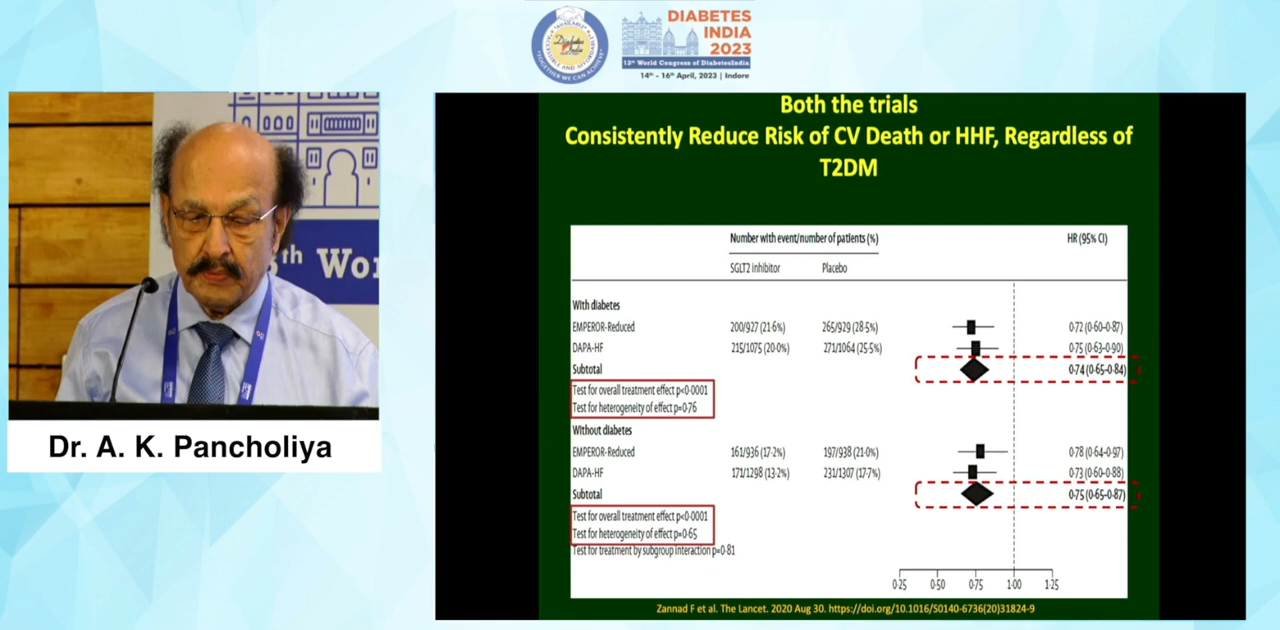 DIABETES
INDIA
2023
13th World Congress of DiabetesIndia
14th - 16th April, 2023 | Indore
Diabetes
India
TOGETHER WE CAN ACHIEVE
th Wor
Dr. A. K. Pancholiya
Both the trials
Consistently Reduce Risk of CV Death or HHF, Regardless of
T2DM
Number with event/number of patients (%) HR (95% CI)
SGLT2 inhibitor Placebo
With diabetes
EMPEROR-Reduced 200/927 (21·6%) 265/929 (28·5%) 0·72 (0·60-0·87)
DAPA-HF 215/1075 (20·0%) 271/1064 (25·5%) 0·75 (0·63-0·90)
Subtotal 0·74 (0·65-0·84)
Test for overall treatment effect p<0·0001
Test for heterogeneity of effect p=0·76
Without diabetes
EMPEROR-Reduced 161/936 (17·2%) 197/938 (21·0%) 0·78 (0·64-0·97)
DAPA-HF 171/1298 (13·2%) 231/1307 (17·7%) 0·73 (0·60-0·88)
Subtotal 0·75 (0·65-0·87)
Test for overall treatment effect p<0·0001
Test for heterogeneity of effect p=0·65
Test for treatment by subgroup interaction p=0·81
0·25 0·50 0·75 1·00 1·25
Zannad F et al. The Lancet. 2020 Aug 30. https://doi.org/10.1016/S0140-6736(20)31824-9